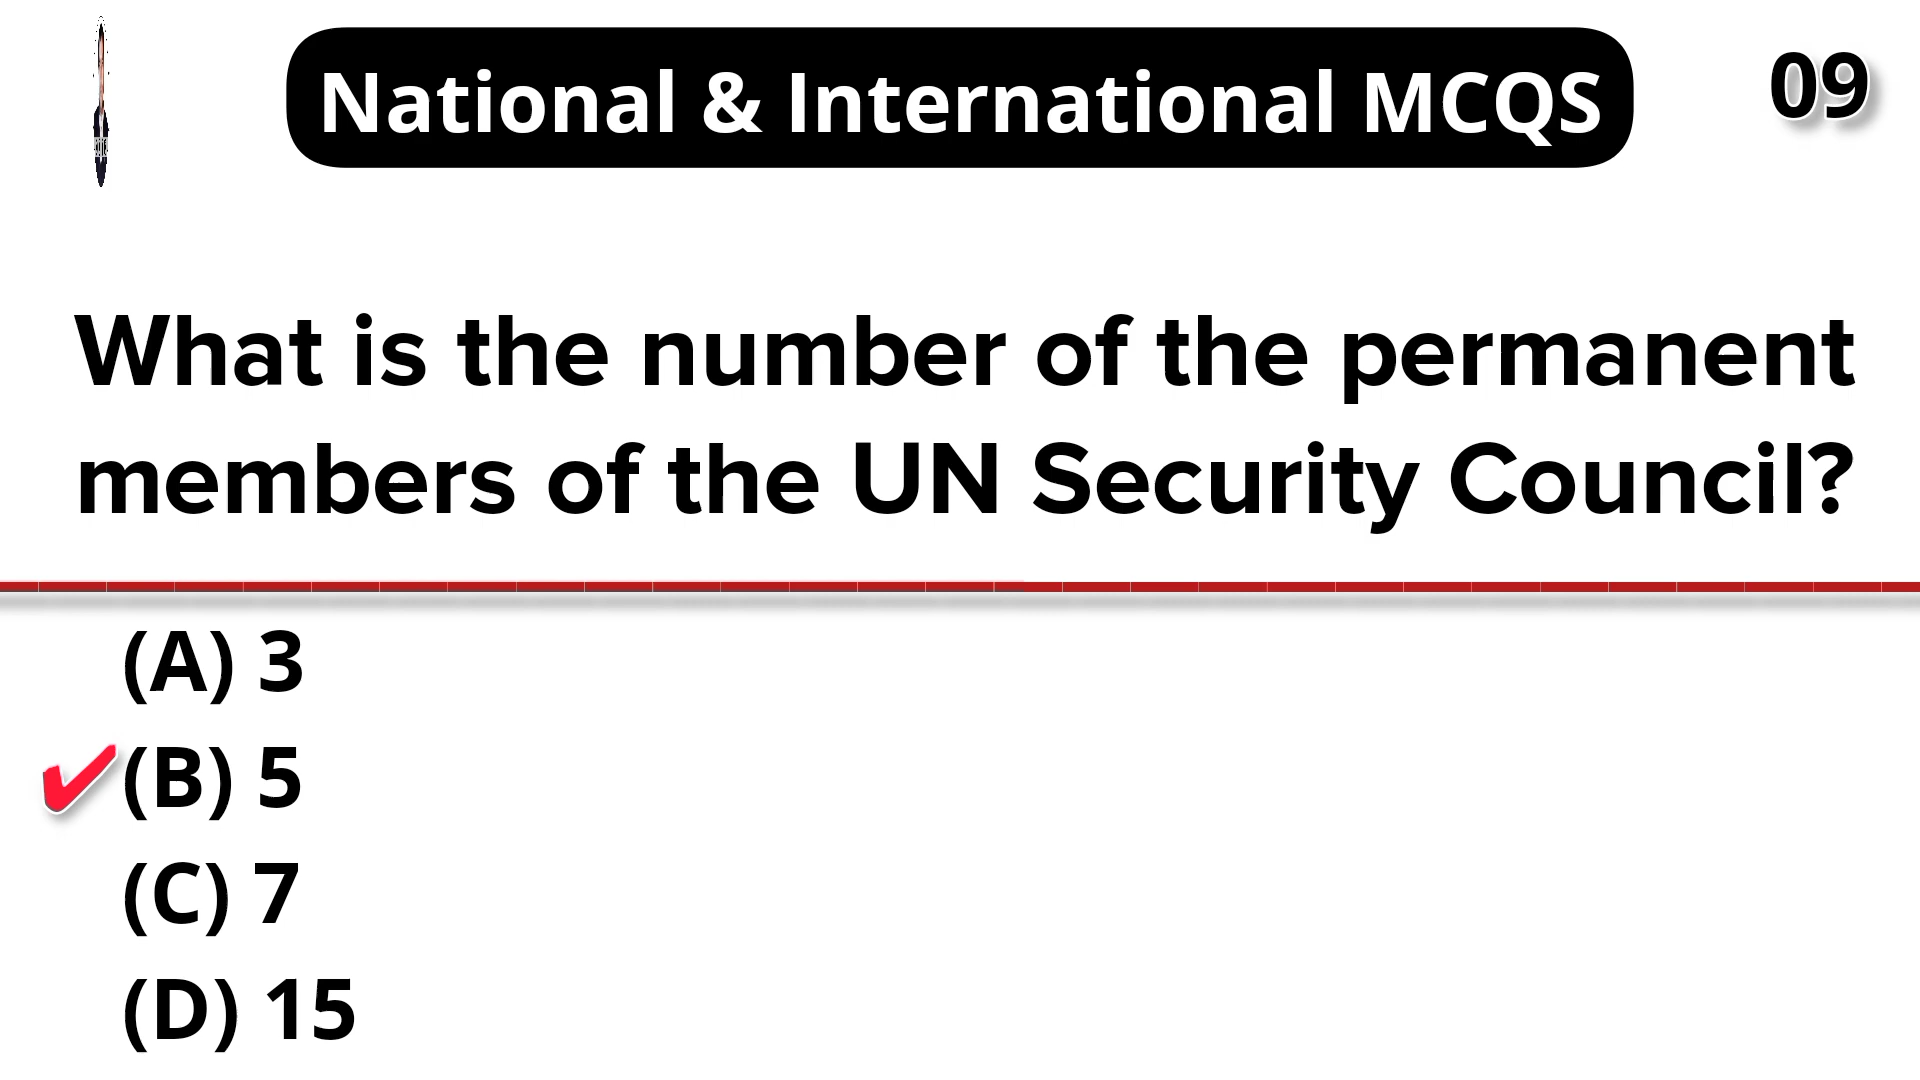 National & International MCQS
09
What is the number of the permanent
members of the UN Security Council?
(A) 3
✔(B) 5
(C) 7
(D) 15